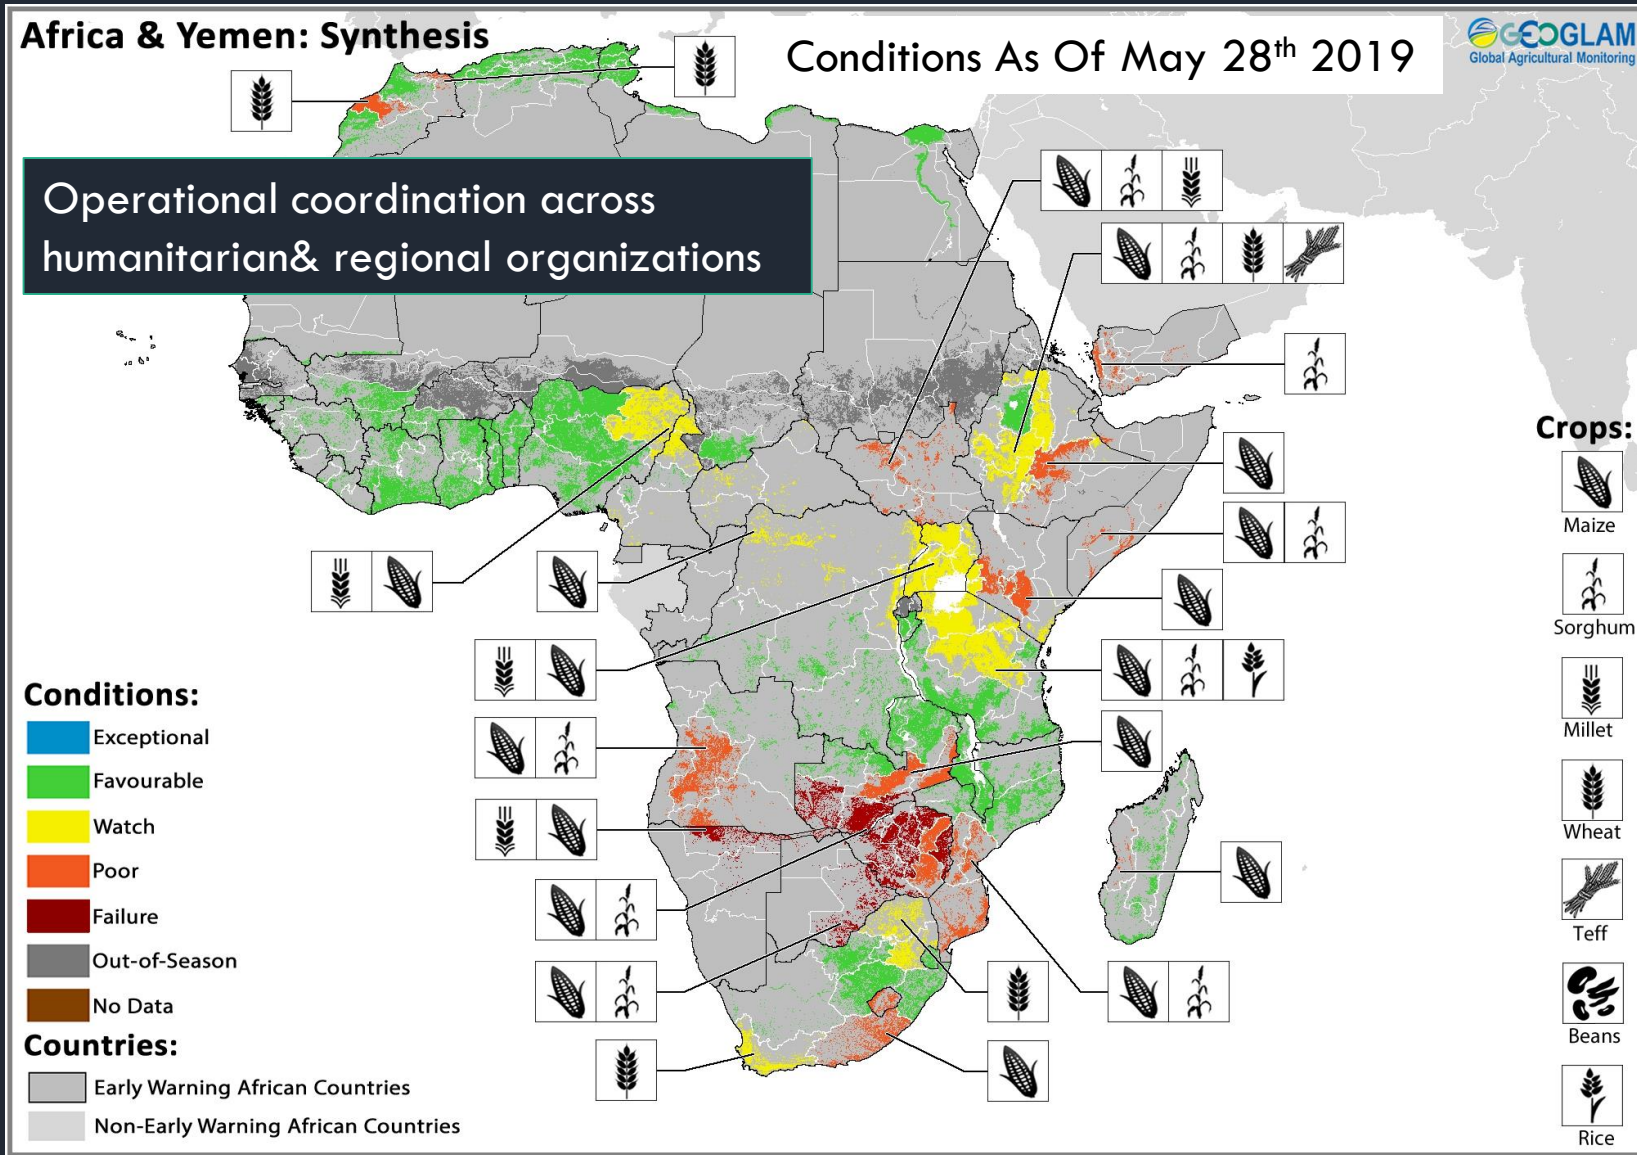 Africa & Yemen: Synthesis
Conditions As Of May 28th 2019
GEOGLAM
Global Agricultural Monitoring
Operational coordination across
humanitarian& regional organizations
Crops:
Maize
Sorghum
Millet
Wheat
Teff
Beans
Rice
Conditions:
Exceptional
Favourable
Watch
Poor
Failure
Out-of-Season
No Data
Countries:
Early Warning African Countries
Non-Early Warning African Countries